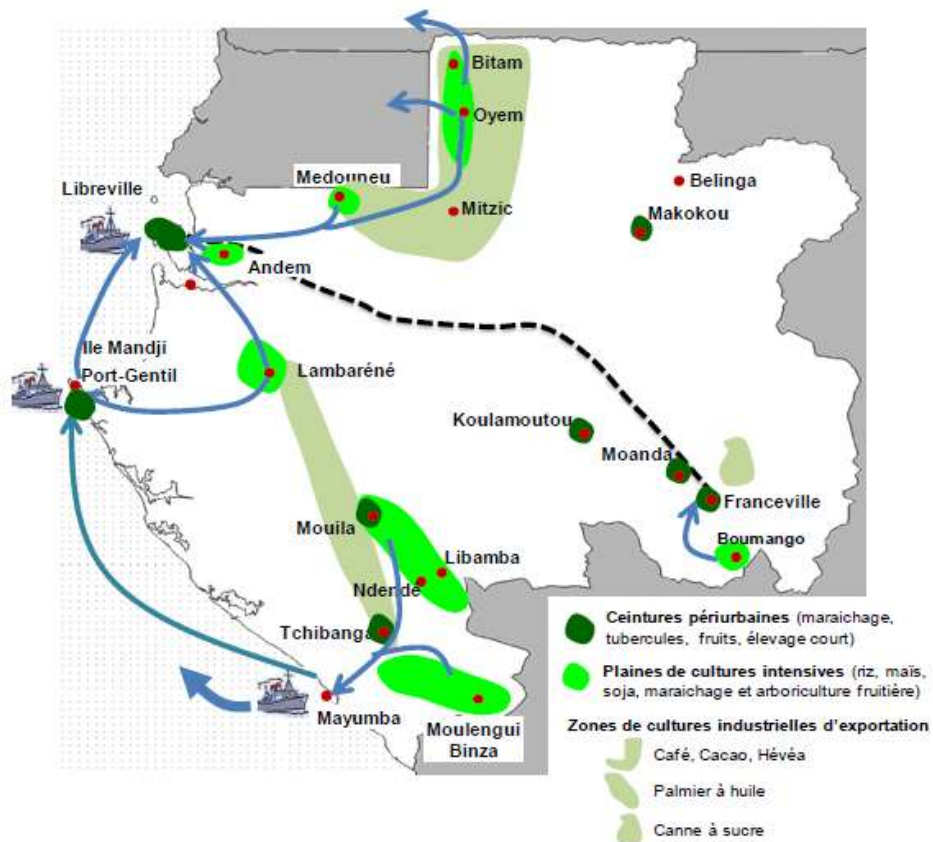 Bitam
Oyem
Medouneu
Belinga
Libreville
Mitzic
Makokou
Andem
Ile Mandji
Port-Gentil
Lambaréné
Koulamoutou
Moanda
Franceville
Mouila
Boumango
Libamba
Ndende
Tchibanga
Mayumba
Moulengui
Binza
Ceintures périurbaines (maraichage,
tubercules, fruits, élevage court)
Plaines de cultures intensives (riz, maïs,
soja, maraichage et arboriculture fruitière)
Zones de cultures industrielles d'exportation
Café, Cacao, Hévéa
Palmier à huile
Canne à sucre